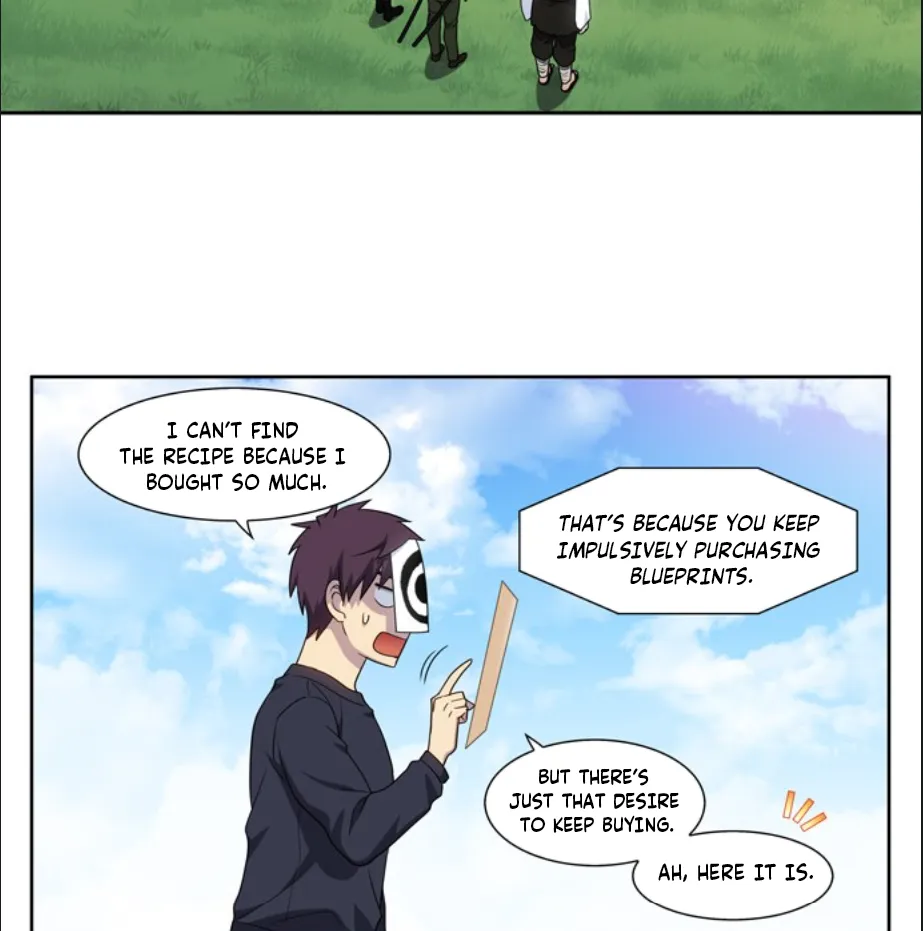 I CAN'T FIND
THE RECIPE BECAUSE I
BOUGHT SO MUCH.
THAT'S BECAUSE YOU KEEP
IMPULSIVELY PURCHASING
BLUEPRINTS.
BUT THERE'S
JUST THAT DESIRE
TO KEEP BUYING.
AH, HERE IT IS.